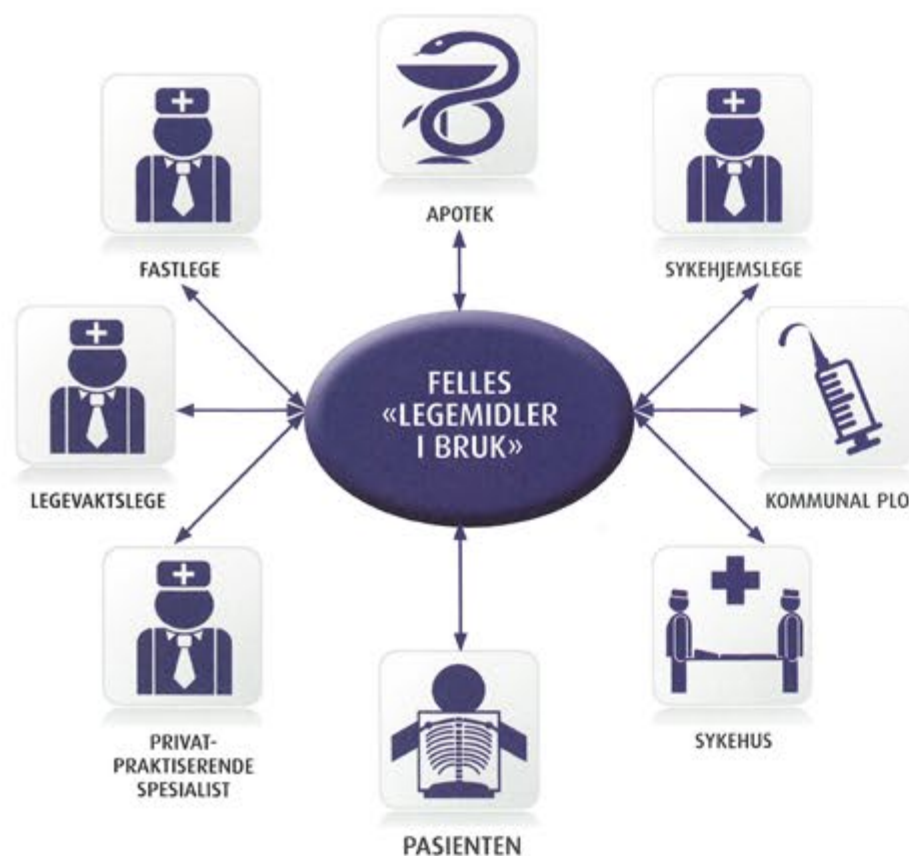 APOTEK
FASTLEGE
SYKEHJEMSLEGE
FELLES
«LEGEMIDLER
I BRUK»
LEGEVAKTSLEGE
KOMMUNAL PLO
PRIVAT-
PRAKTISERENDE
SPESIALIST
SYKEHUS
PASIENTEN